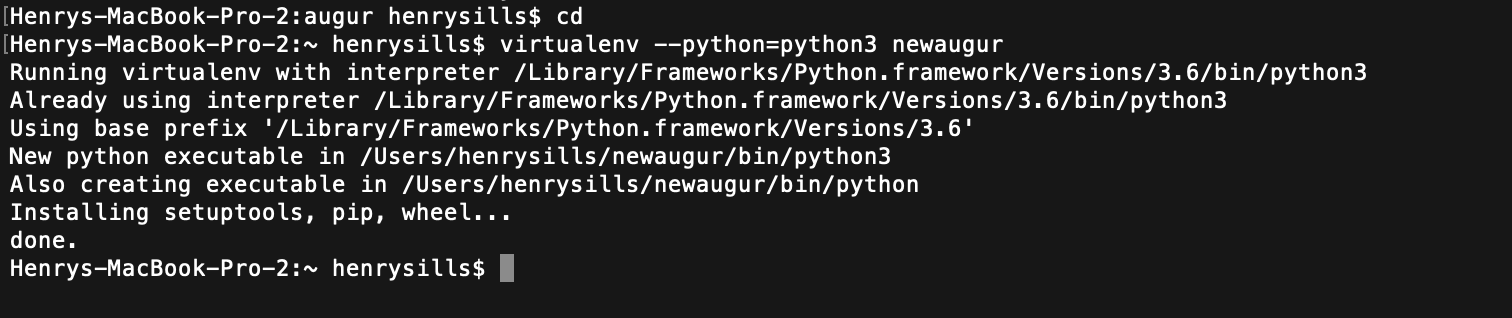 [Henrys-MacBook-Pro-2:augur henrysills$ cd
[Henrys-MacBook-Pro-2:~ henrysills$ virtualenv --python=python3 newaugur
Running virtualenv with interpreter /Library/Frameworks/Python.framework/Versions/3.6/bin/python3
Already using interpreter /Library/Frameworks/Python.framework/Versions/3.6/bin/python3
Using base prefix '/Library/Frameworks/Python.framework/Versions/3.6'
New python executable in /Users/henrysills/newaugur/bin/python3
Also creating executable in /Users/henrysills/newaugur/bin/python
Installing setuptools, pip, wheel...
done.
Henrys-MacBook-Pro-2:~ henrysills$